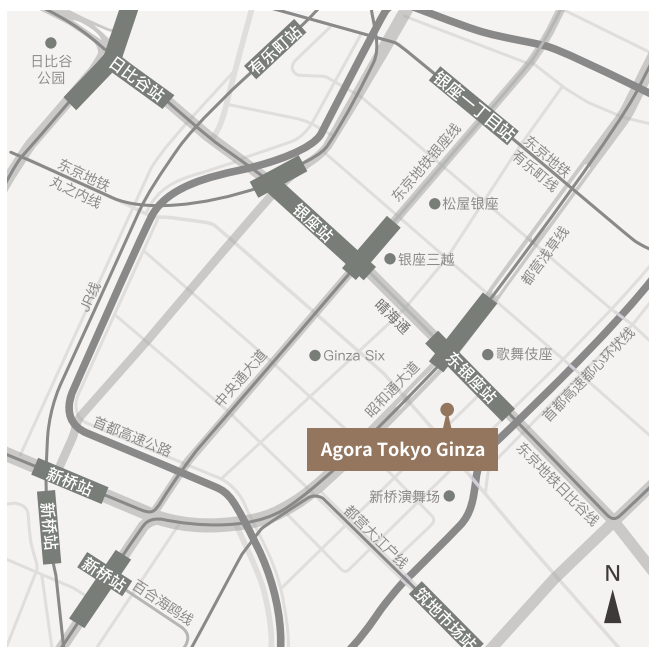 日比谷
公园
日比谷站
有乐町站
银座一丁目站
东京地铁
有乐町线
东京地铁银座线
东京地铁
丸之内线
松屋银座
银座站
银座三越
都营浅草线
JR线
晴海通
Ginza Six
歌舞伎座
东银座站
首都高速都心环状线
中央通大道
昭和通大道
首都高速公路
Agora Tokyo Ginza
东京地铁日比谷线
新桥站
新桥演舞场
新桥站
都营大江户线
新桥站
百合海鸥线
筑地市场站
N